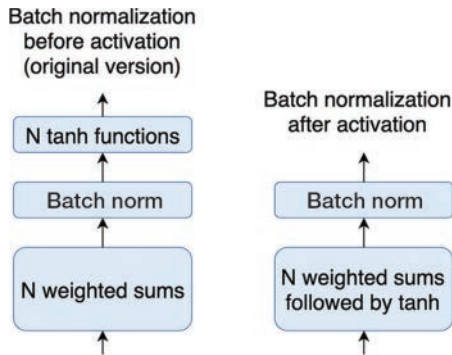 Batch normalization
before activation
(original version)
N tanh functions
Batch norm
N weighted sums
Batch normalization
after activation
Batch norm
N weighted sums
followed by tanh